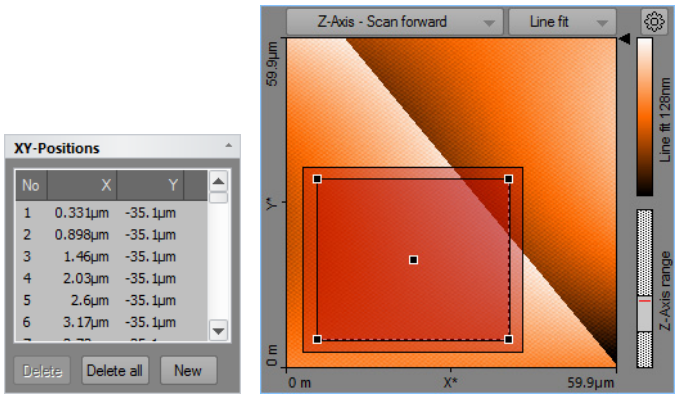 XY-Positions
No X Y
1 0.331µm -35.1µm
2 0.898µm -35.1µm
3 1.46µm -35.1µm
4 2.03µm -35.1µm
5 2.6µm -35.1µm
6 3.17µm -35.1µm
Delete Delete all New
Z-Axis - Scan forward Line fit
59.9µm
Y*
0 m
0 m X* 59.9µm
Line fit 128nm
Z-Axis range